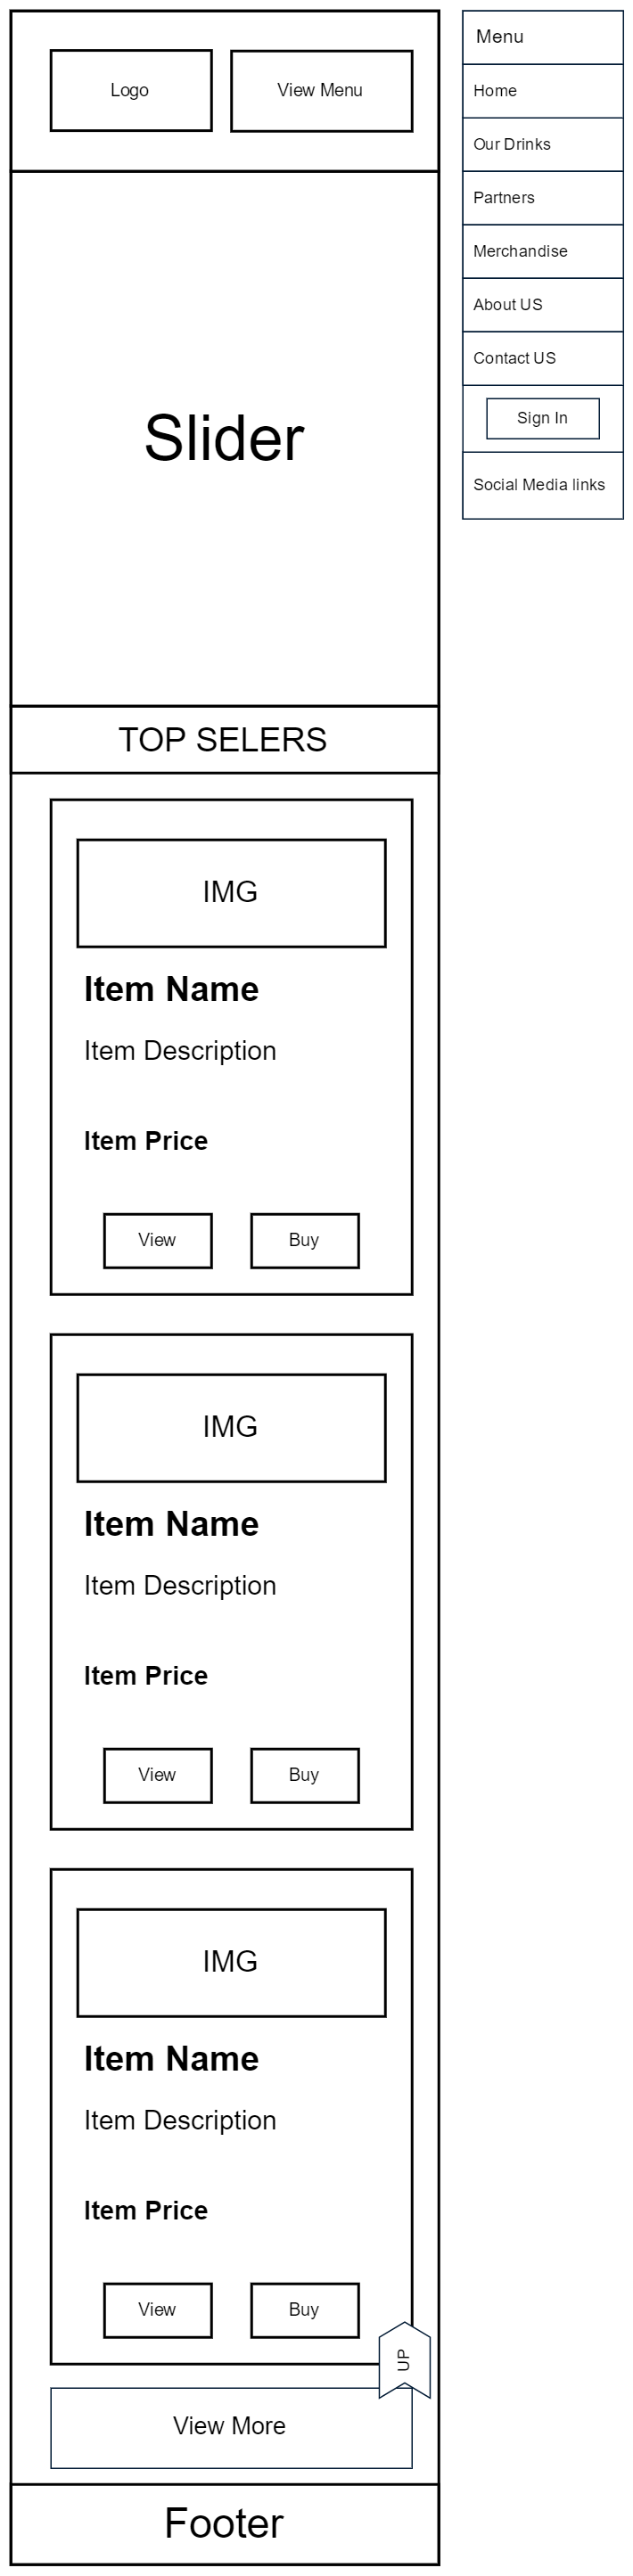 Logo
View Menu
Slider
TOP SELERS
IMG
Item Name
Item Description
Item Price
View
Buy
IMG
Item Name
Item Description
Item Price
View
Buy
IMG
Item Name
Item Description
Item Price
View
Buy
UP
View More
Footer
Menu
Home
Our Drinks
Partners
Merchandise
About US
Contact US
Sign In
Social Media links